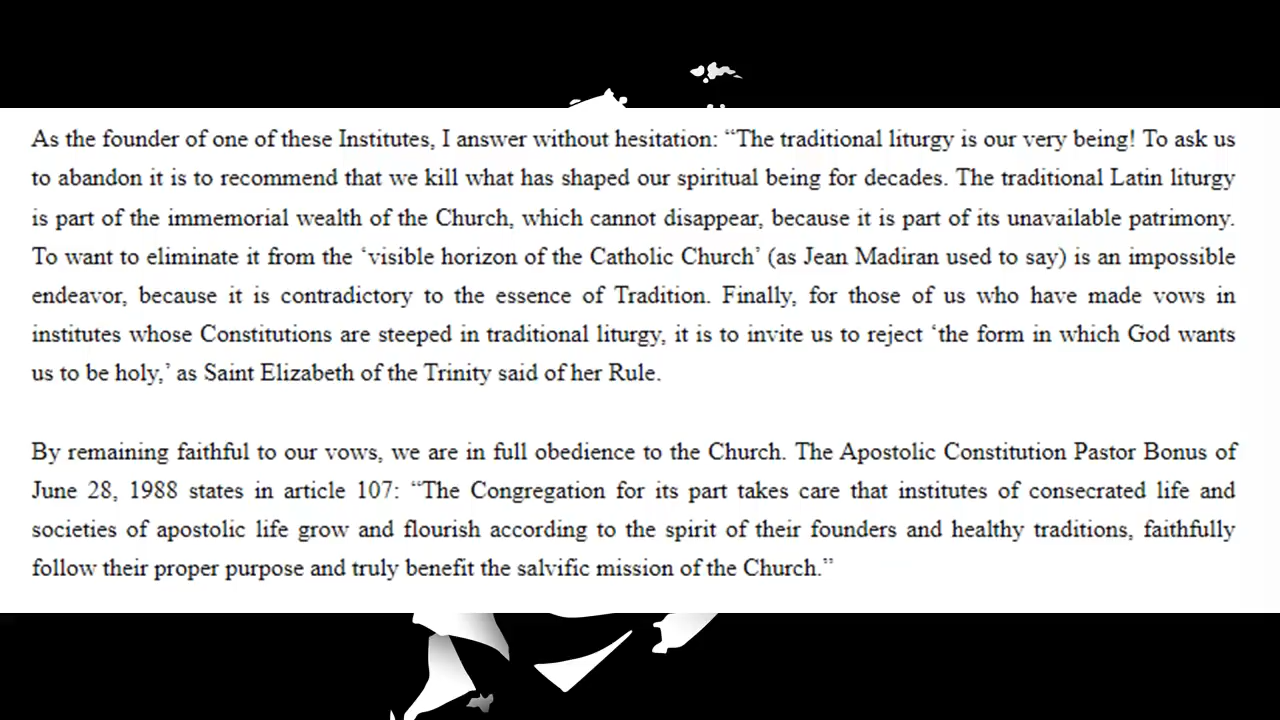 As the founder of one of these Institutes, I answer without hesitation: “The traditional liturgy is our very being! To ask us
to abandon it is to recommend that we kill what has shaped our spiritual being for decades. The traditional Latin liturgy
is part of the immemorial wealth of the Church, which cannot disappear, because it is part of its unavailable patrimony.
To want to eliminate it from the ‘visible horizon of the Catholic Church’ (as Jean Madiran used to say) is an impossible
endeavor, because it is contradictory to the essence of Tradition. Finally, for those of us who have made vows in
institutes whose Constitutions are steeped in traditional liturgy, it is to invite us to reject ‘the form in which God wants
us to be holy,’ as Saint Elizabeth of the Trinity said of her Rule.
By remaining faithful to our vows, we are in full obedience to the Church. The Apostolic Constitution Pastor Bonus of
June 28, 1988 states in article 107: “The Congregation for its part takes care that institutes of consecrated life and
societies of apostolic life grow and flourish according to the spirit of their founders and healthy traditions, faithfully
follow their proper purpose and truly benefit the salvific mission of the Church.”